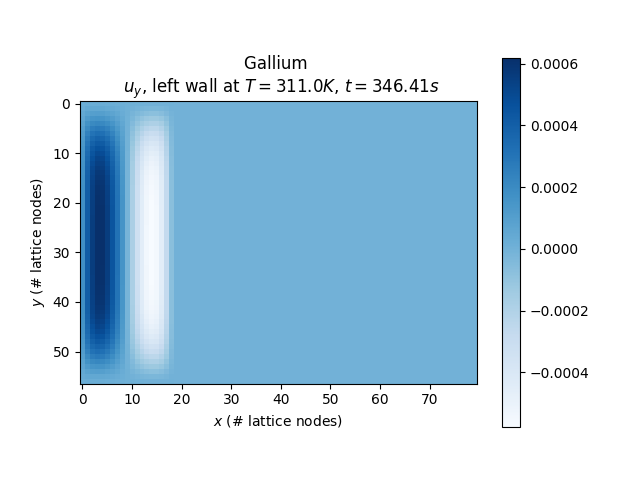 Gallium
u_y, left wall at T = 311.0K, t = 346.41s
0
10
20
30
40
50
y (# lattice nodes)
0 10 20 30 40 50 60 70
x (# lattice nodes)
0.0006
0.0004
0.0002
0.0000
−0.0002
−0.0004